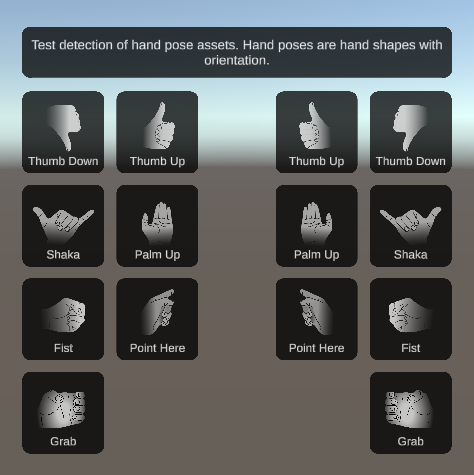 Test detection of hand pose assets. Hand poses are hand shapes with
orientation.
Thumb Down
Thumb Up
Thumb Up
Thumb Down
Shaka
Palm Up
Palm Up
Shaka
Fist
Point Here
Point Here
Fist
Grab
Grab